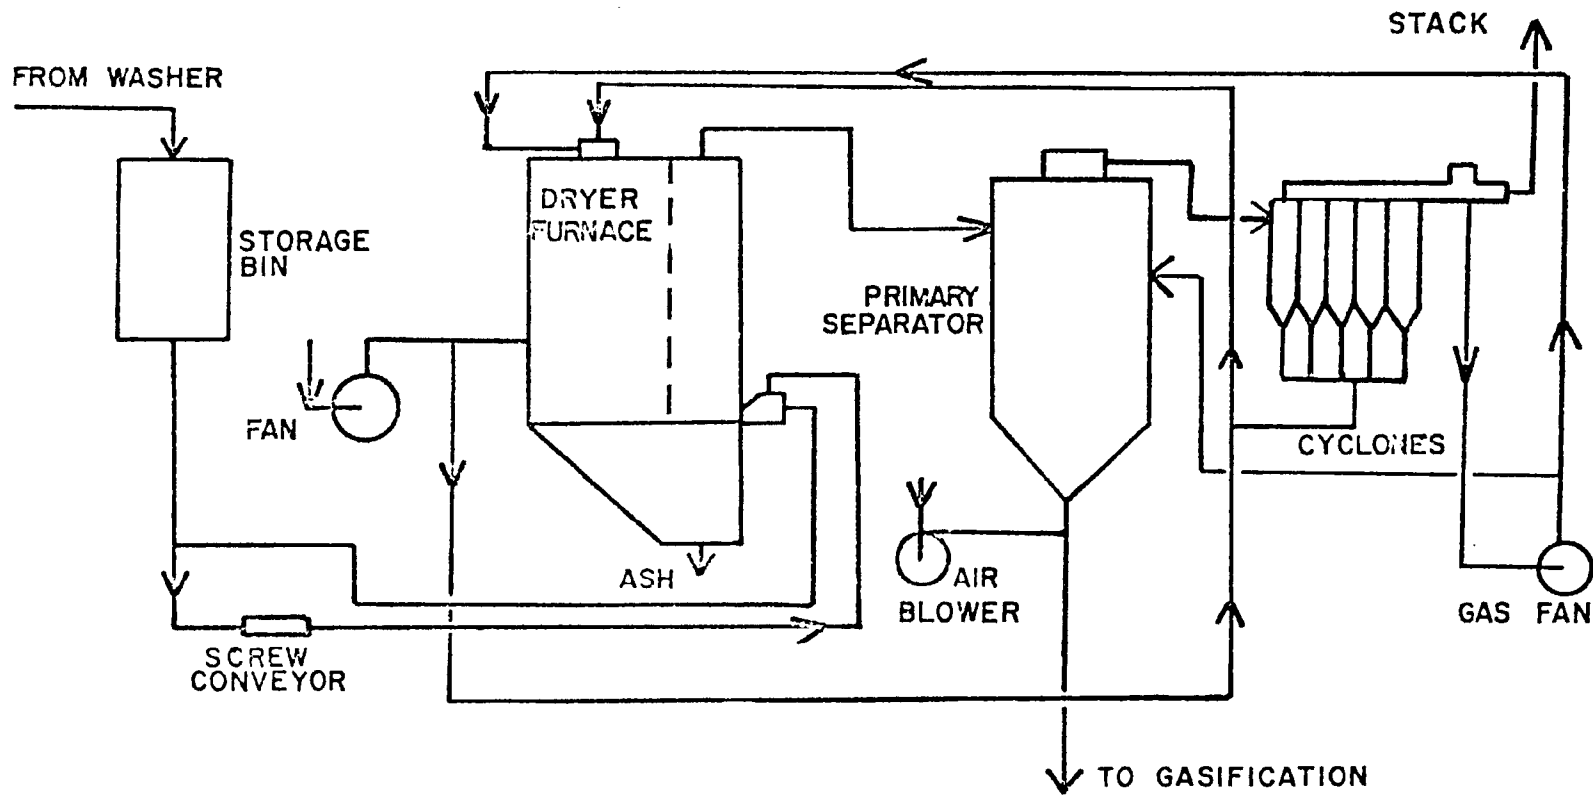 STACK
FROM WASHER
DRYER
FURNACE
STORAGE
BIN
PRIMARY
SEPARATOR
FAN
CYCLONES
ASH
AIR
BLOWER
GAS FAN
SCREW
CONVEYOR
TO GASIFICATION